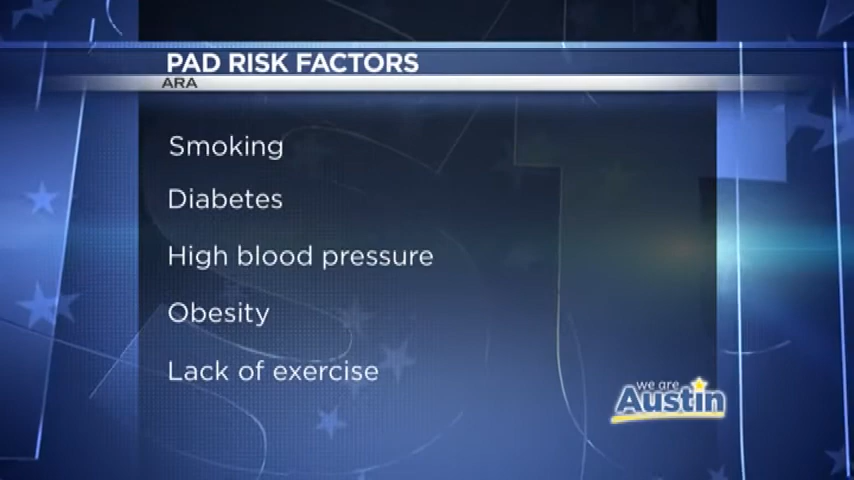 PAD RISK FACTORS
ARA
Smoking
Diabetes
High blood pressure
Obesity
Lack of exercise
we are
Austin